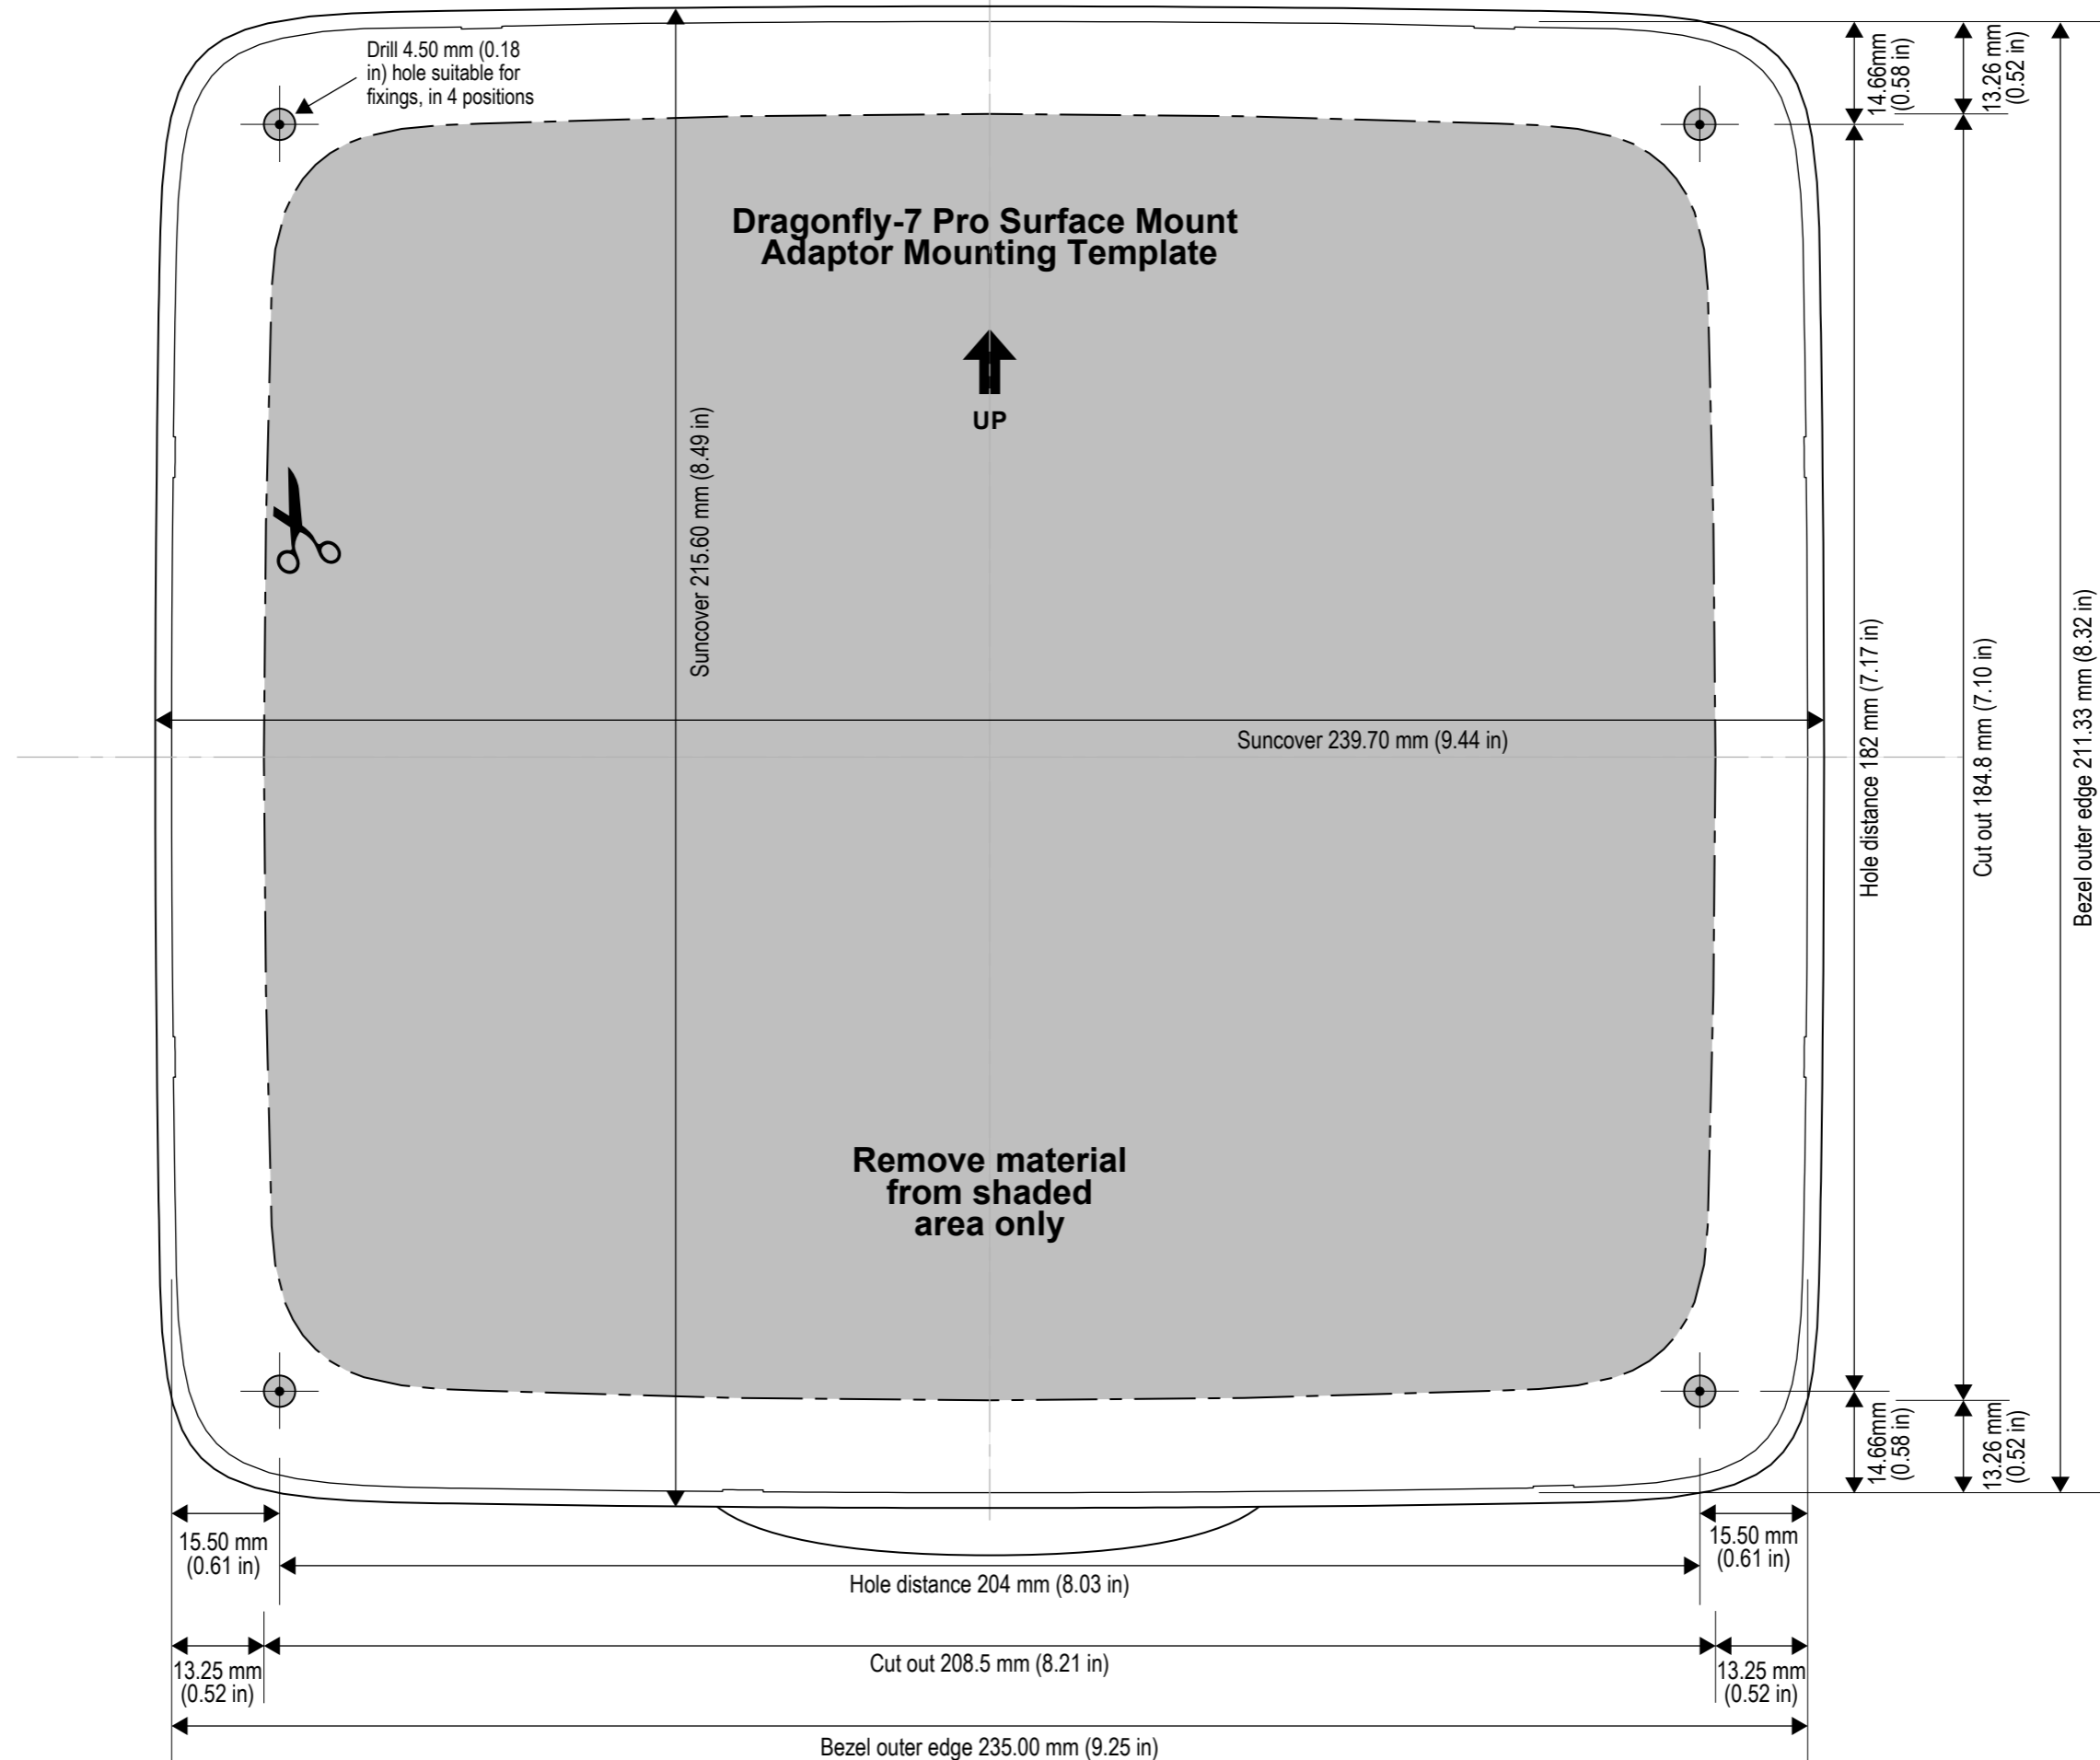 Drill 4.50 mm (0.18
in) hole suitable for
fixings, in 4 positions
14.66mm
(0.58 in)
13.26 mm
(0.52 in)
Dragonfly-7 Pro Surface Mount
Adaptor Mounting Template
UP
Suncover 215.60 mm (8.49 in)
Suncover 239.70 mm (9.44 in)
Hole distance 182 mm (7.17 in)
Cut out 184.8 mm (7.10 in)
Bezel outer edge 211.33 mm (8.32 in)
Remove material
from shaded
area only
14.66mm
(0.58 in)
13.26 mm
(0.52 in)
15.50 mm
(0.61 in)
15.50 mm
(0.61 in)
Hole distance 204 mm (8.03 in)
13.25 mm
(0.52 in)
Cut out 208.5 mm (8.21 in)
13.25 mm
(0.52 in)
Bezel outer edge 235.00 mm (9.25 in)